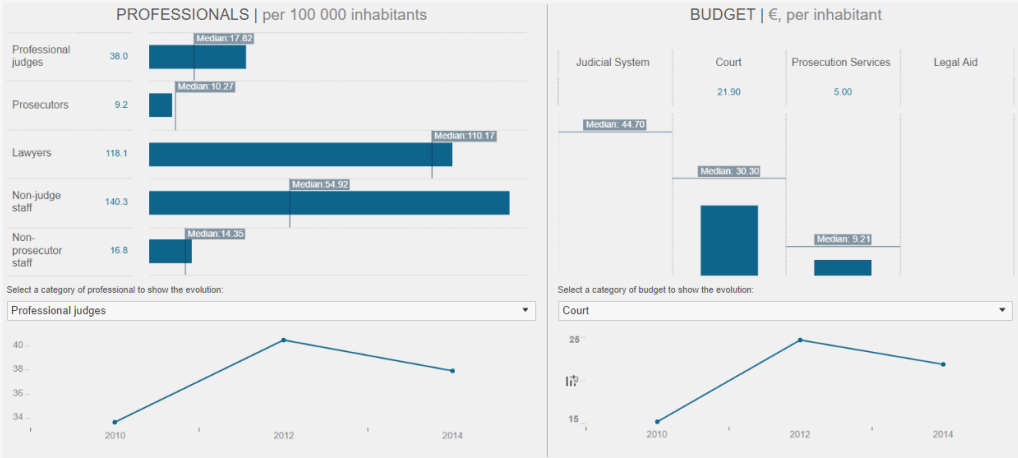 PROFESSIONALS | per 100 000 inhabitants
Professional
judges
38.0
Median:17.82
Prosecutors
9.2
Median:10.27
Lawyers
118.1
Median:110.17
Non-judge
staff
140.3
Median:54.92
Non-
prosecutor
staff
16.8
Median:14.35
Select a category of professional to show the evolution:
Professional judges
40
38
36
34
2010
2012
2014
BUDGET | €, per inhabitant
Judicial System
Court
Prosecution Services
Legal Aid
21.90
5.00
Median: 44.70
Median: 30.30
Median: 9.21
Select a category of budget to show the evolution:
Court
25
15
2010
2012
2014